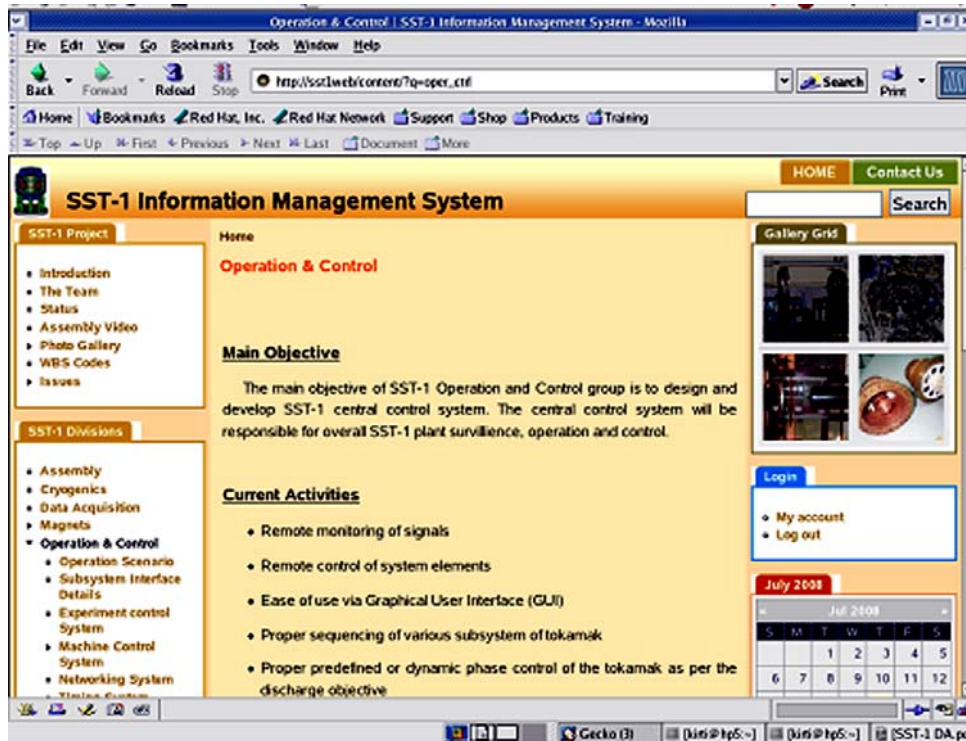 Operation & Control | SST-1 Information Management System - Mozilla
File Edit View Go Bookmarks Tools Window Help
Back Forward Reload Stop http://sst1web/content/?q=oper_ctrl Search Print
Home Bookmarks Red Hat, Inc. Red Hat Network Support Shop Products Training
Top Up First Previous Next Last Document More
HOME Contact Us
SST-1 Information Management System
Search
SST-1 Project
Introduction
The Team
Status
Assembly Video
Photo Gallery
WBS Codes
Issues
SST-1 Divisions
Assembly
Cryogenics
Data Acquisition
Magnets
Operation & Control
Operation Scenario
Subsystem Interface
Details
Experiment control
System
Machine Control
System
Networking System
Timing System
Home
Operation & Control
Main Objective
The main objective of SST-1 Operation and Control group is to design and
develop SST-1 central control system. The central control system will be
responsible for overall SST-1 plant survillience, operation and control.
Current Activities
Remote monitoring of signals
Remote control of system elements
Ease of use via Graphical User Interface (GUI)
Proper sequencing of various subsystem of tokamak
Proper predefined or dynamic phase control of the tokamak as per the
discharge objective
Gallery Grid
Login
My account
Log out
July 2008
« Jul 2008 »
S M T W T F S
1 2 3 4 5
6 7 8 9 10 11 12
Gecko (3) [kirti@hp5:~] [kirti@hp5:~] [SST-1 DA.p